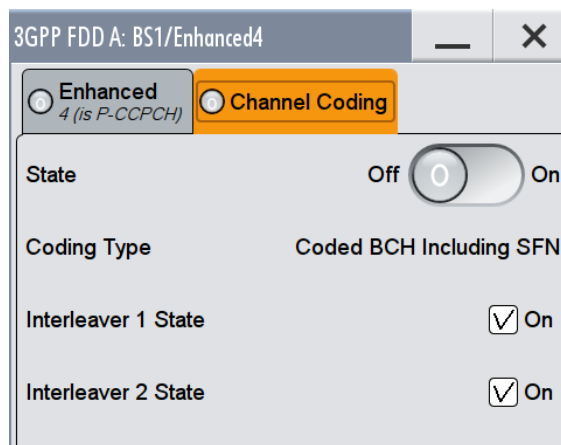 3GPP FDD A: BS1/Enhanced4
Enhanced
4 (is P-CCPCH)
Channel Coding
State Off On
Coding Type Coded BCH Including SFN
Interleaver 1 State On
Interleaver 2 State On